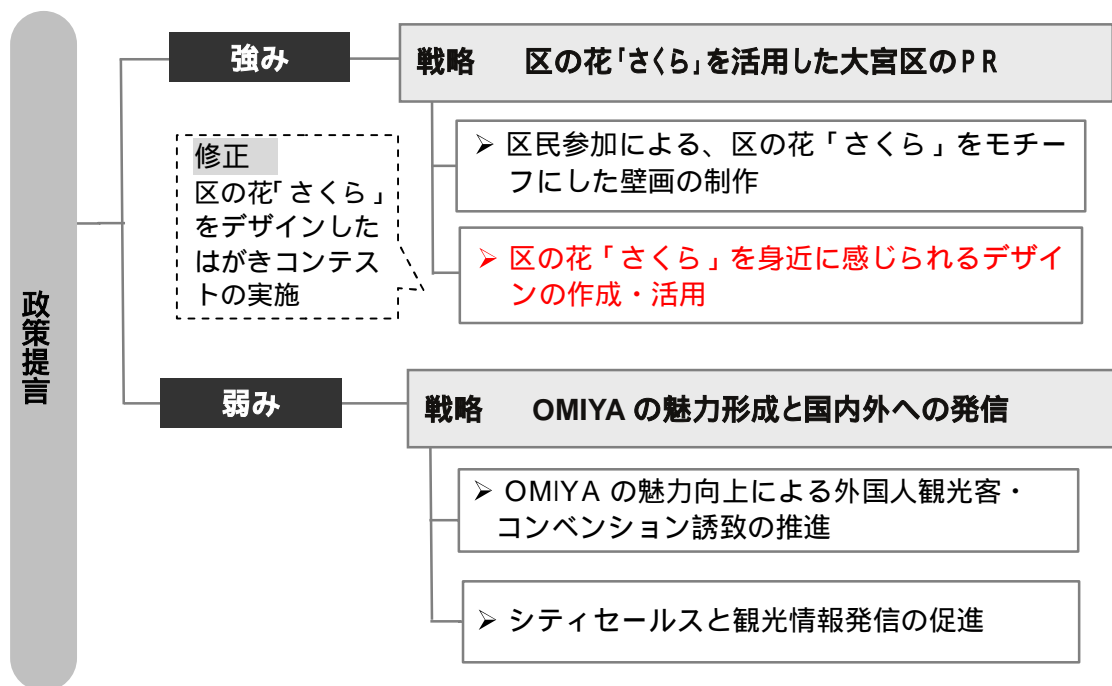 政策提言
強み
戦略 区の花「さくら」を活用した大宮区のPR
区民参加による、区の花「さくら」をモチー
フにした壁画の制作
修正
区の花「さくら」
をデザインした
はがきコンテス
トの実施
区の花「さくら」を身近に感じられるデザイ
ンの作成・活用
弱み
戦略 OMIYA の魅力形成と国内外への発信
OMIYA の魅力向上による外国人観光客・
コンベンション誘致の推進
シティセールスと観光情報発信の促進